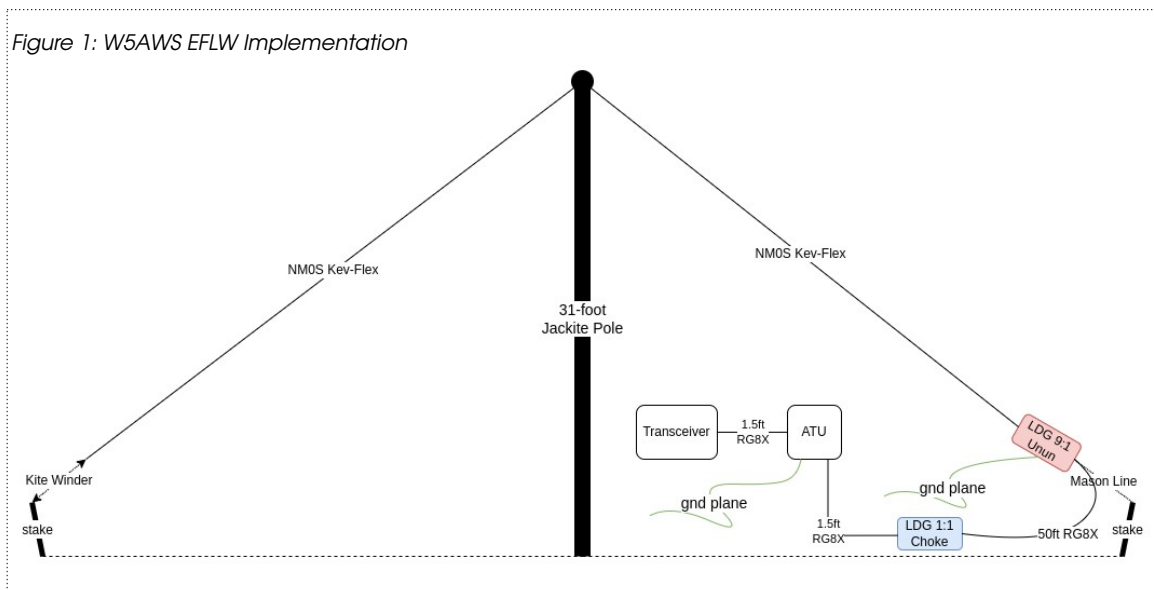 Figure 1: W5AWS EFLW Implementation
NM0S Kev-Flex
NM0S Kev-Flex
31-foot
Jackite Pole
Transceiver
1.5ft
RG8X
ATU
LDG 9:1
Unun
Kite Winder
Mason Line
gnd plane
gnd plane
stake
1.5ft
RG8X
LDG 1:1
Choke
50ft RG8X
stake